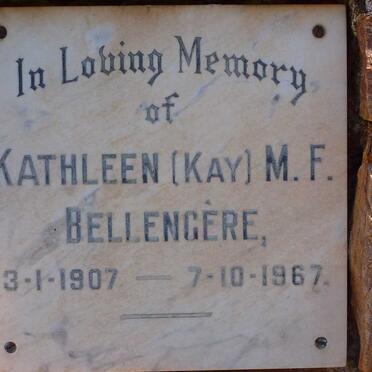 In Loving Memory
of
KATHLEEN (KAY) M. F.
BELLENGÈRE,
3-1-1907 — 7-10-1967.